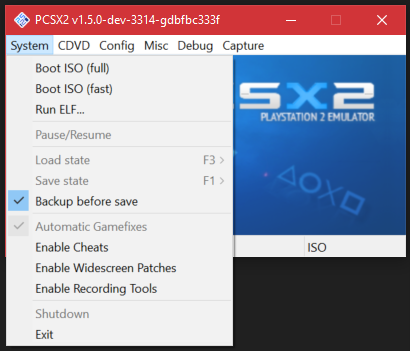 PCSX2 v1.5.0-dev-3314-gdbfbc333f
System CDVD Config Misc Debug Capture
Boot ISO (full)
Boot ISO (fast)
Run ELF...
Pause/Resume
Load state F3 >
Save state F1 >
Backup before save
Automatic Gamefixes
Enable Cheats
Enable Widescreen Patches
Enable Recording Tools
Shutdown
Exit
SX2
PLAYSTATION 2 EMULATOR
ISO